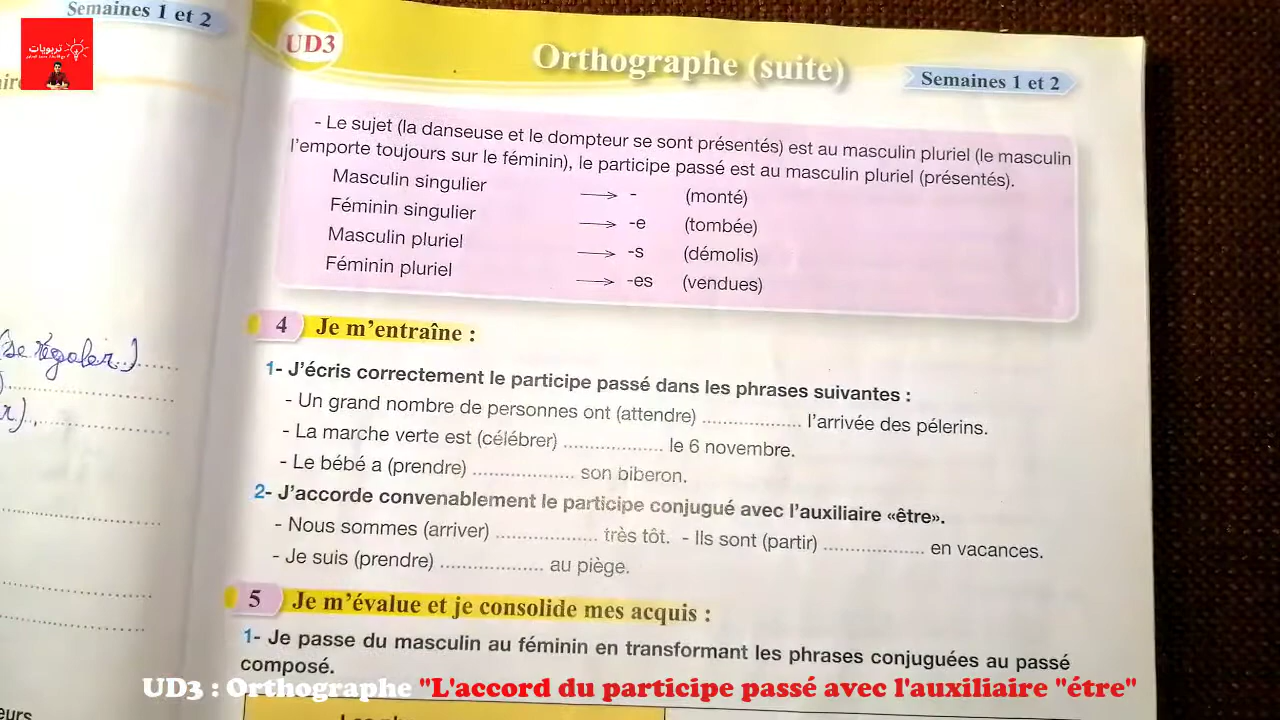 Semaines 1 et 2
تربويات
UD3
Orthographe (suite)
Semaines 1 et 2
- Le sujet (la danseuse et le dompteur se sont présentés) est au masculin pluriel (le masculin
l'emporte toujours sur le féminin), le participe passé est au masculin pluriel (présentés).
Masculin singulier → - (monté)
Féminin singulier → -e (tombée)
Masculin pluriel → -s (démolis)
Féminin pluriel → -es (vendues)
4 Je m'entraîne :
(se régaler)
1- J'écris correctement le participe passé dans les phrases suivantes :
- Un grand nombre de personnes ont (attendre) .................. l'arrivée des pélerins.
- La marche verte est (célébrer) .................. le 6 novembre.
- Le bébé a (prendre) .................. son biberon.
2- J'accorde convenablement le participe conjugué avec l'auxiliaire «être».
- Nous sommes (arriver) .................. très tôt. - Ils sont (partir) .................. en vacances.
- Je suis (prendre) .................. au piège.
5 Je m'évalue et je consolide mes acquis :
1- Je passe du masculin au féminin en transformant les phrases conjuguées au passé
composé.
UD3 : Orthographe "L'accord du participe passé avec l'auxiliaire "étre"